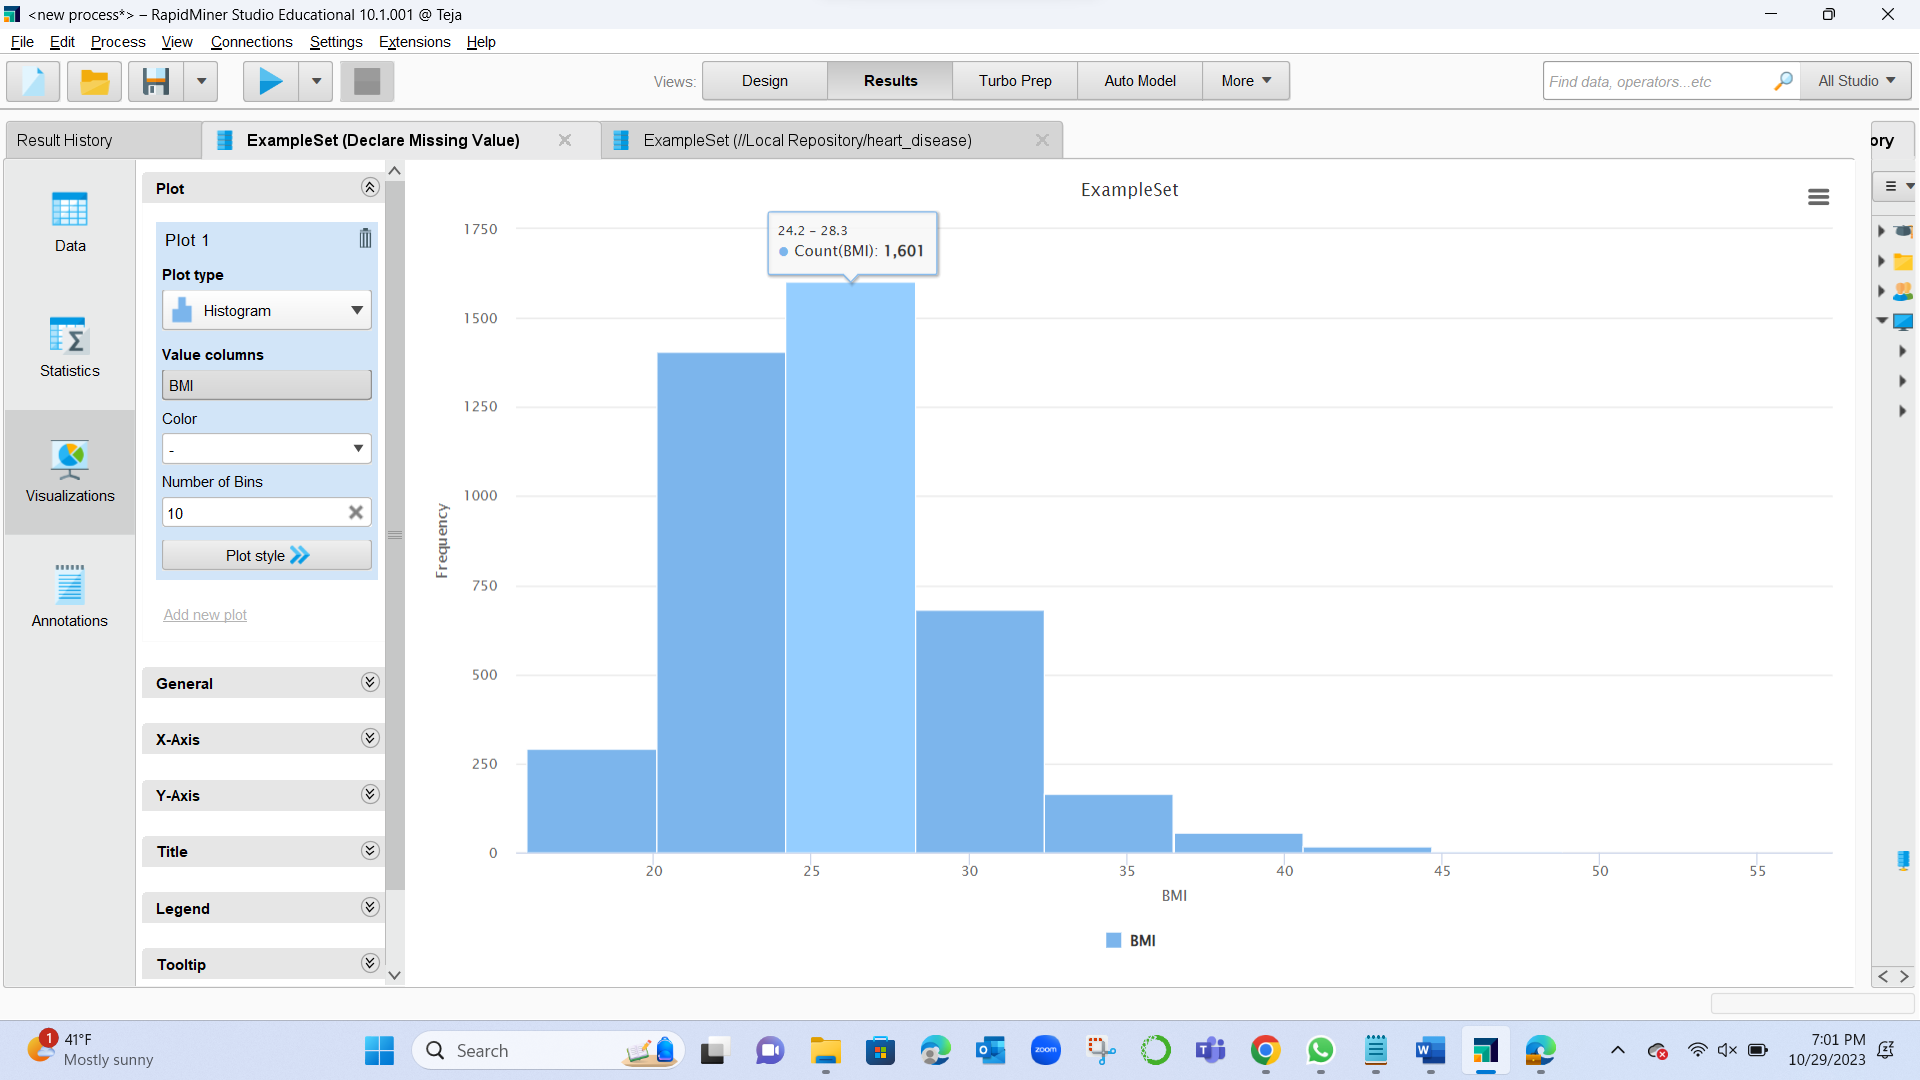 <new process*> – RapidMiner Studio Educational 10.1.001 @ Teja
File Edit Process View Connections Settings Extensions Help
Views: Design Results Turbo Prep Auto Model More
Find data, operators...etc All Studio
Result History ExampleSet (Declare Missing Value) ExampleSet (//Local Repository/heart_disease) ory
Data
Statistics
Visualizations
Annotations
Plot
Plot 1
Plot type
Histogram
Value columns
BMI
Color
-
Number of Bins
10
Plot style
Add new plot
General
X-Axis
Y-Axis
Title
Legend
Tooltip
ExampleSet
24.2 – 28.3
Count(BMI): 1,601
Frequency
1750
1500
1250
1000
750
500
250
0
20 25 30 35 40 45 50 55
BMI
BMI
1
41°F
Mostly sunny
Search
zoom
7:01 PM
10/29/2023